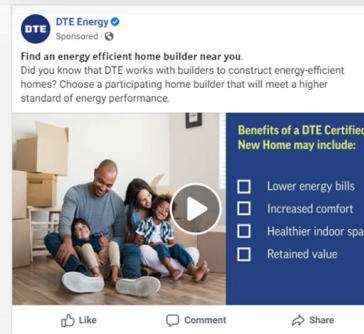 DTE
DTE Energy
Sponsored ·
Find an energy efficient home builder near you.
Did you know that DTE works with builders to construct energy-efficient
homes? Choose a participating home builder that will meet a higher
standard of energy performance.
Benefits of a DTE Certified
New Home may include:
Lower energy bills
Increased comfort
Healthier indoor spa
Retained value
Like
Comment
Share